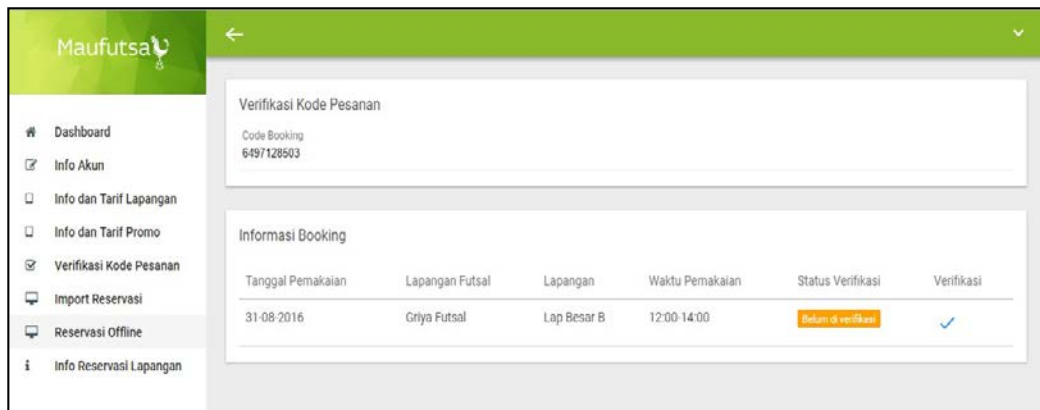 Maufutsal
Dashboard
Info Akun
Info dan Tarif Lapangan
Info dan Tarif Promo
Verifikasi Kode Pesanan
Import Reservasi
Reservasi Offline
Info Reservasi Lapangan
Verifikasi Kode Pesanan
Code Booking
6497128503
Informasi Booking
Tanggal Pemakaian Lapangan Futsal Lapangan Waktu Pemakaian Status Verifikasi Verifikasi
31-08-2016 Griya Futsal Lap Besar B 12:00-14:00 Belum di verifikasi